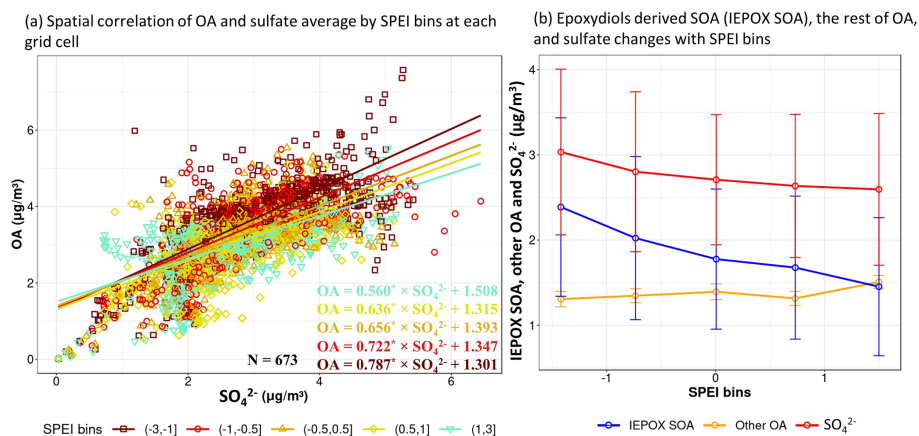 (a) Spatial correlation of OA and sulfate average by SPEI bins at each
grid cell
OA (μg/m³)
6
4
2
0
OA = 0.560* × SO₄²⁻ + 1.508
OA = 0.636* × SO₄²⁻ + 1.315
OA = 0.656* × SO₄²⁻ + 1.393
OA = 0.722* × SO₄²⁻ + 1.347
OA = 0.787* × SO₄²⁻ + 1.301
N = 673
0 2 4 6
SO₄²⁻ (μg/m³)
SPEI bins (-3,-1] (-1,-0.5] (-0.5,0.5] (0.5,1] (1,3]
(b) Epoxydiols derived SOA (IEPOX SOA), the rest of OA,
and sulfate changes with SPEI bins
IEPOX SOA, other OA and SO₄²⁻ (μg/m³)
4
3
2
1
-1 0 1
SPEI bins
IEPOX SOA Other OA SO₄²⁻